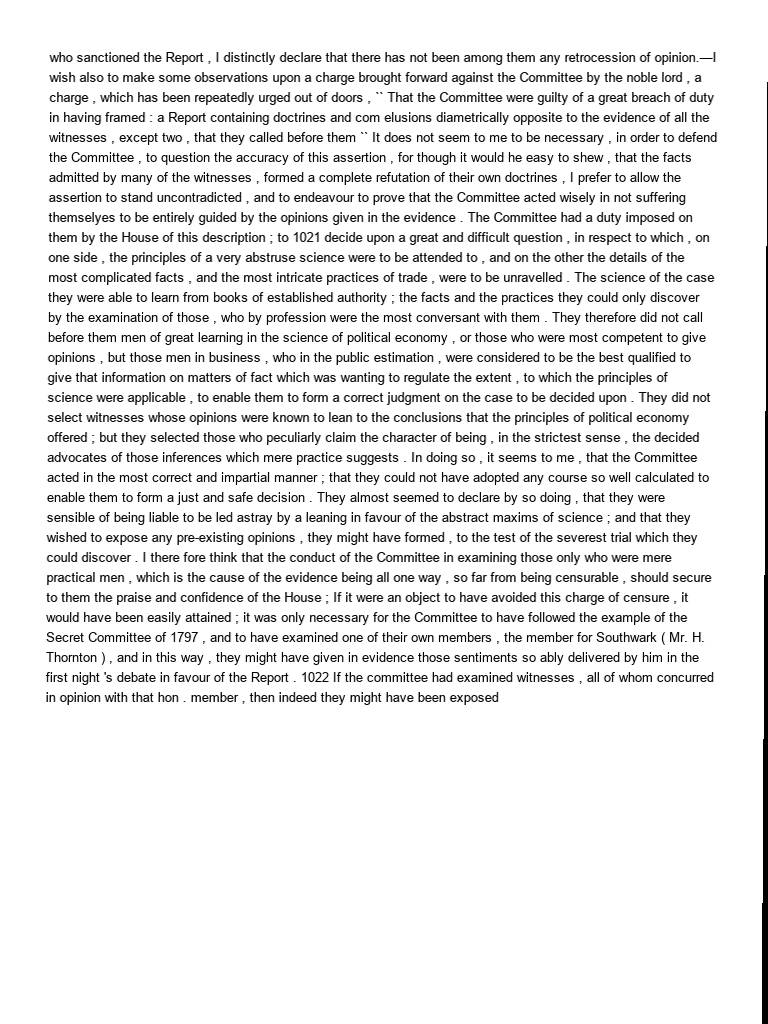 who sanctioned the Report , I distinctly declare that there has not been among them any retrocession of opinion.—I
wish also to make some observations upon a charge brought forward against the Committee by the noble lord , a
charge , which has been repeatedly urged out of doors , `` That the Committee were guilty of a great breach of duty
in having framed : a Report containing doctrines and com elusions diametrically opposite to the evidence of all the
witnesses , except two , that they called before them `` It does not seem to me to be necessary , in order to defend
the Committee , to question the accuracy of this assertion , for though it would he easy to shew , that the facts
admitted by many of the witnesses , formed a complete refutation of their own doctrines , I prefer to allow the
assertion to stand uncontradicted , and to endeavour to prove that the Committee acted wisely in not suffering
themselyes to be entirely guided by the opinions given in the evidence . The Committee had a duty imposed on
them by the House of this description ; to 1021 decide upon a great and difficult question , in respect to which , on
one side , the principles of a very abstruse science were to be attended to , and on the other the details of the
most complicated facts , and the most intricate practices of trade , were to be unravelled . The science of the case
they were able to learn from books of established authority ; the facts and the practices they could only discover
by the examination of those , who by profession were the most conversant with them . They therefore did not call
before them men of great learning in the science of political economy , or those who were most competent to give
opinions , but those men in business , who in the public estimation , were considered to be the best qualified to
give that information on matters of fact which was wanting to regulate the extent , to which the principles of
science were applicable , to enable them to form a correct judgment on the case to be decided upon . They did not
select witnesses whose opinions were known to lean to the conclusions that the principles of political economy
offered ; but they selected those who peculiarly claim the character of being , in the strictest sense , the decided
advocates of those inferences which mere practice suggests . In doing so , it seems to me , that the Committee
acted in the most correct and impartial manner ; that they could not have adopted any course so well calculated to
enable them to form a just and safe decision . They almost seemed to declare by so doing , that they were
sensible of being liable to be led astray by a leaning in favour of the abstract maxims of science ; and that they
wished to expose any pre-existing opinions , they might have formed , to the test of the severest trial which they
could discover . I there fore think that the conduct of the Committee in examining those only who were mere
practical men , which is the cause of the evidence being all one way , so far from being censurable , should secure
to them the praise and confidence of the House ; If it were an object to have avoided this charge of censure , it
would have been easily attained ; it was only necessary for the Committee to have followed the example of the
Secret Committee of 1797 , and to have examined one of their own members , the member for Southwark ( Mr. H.
Thornton ) , and in this way , they might have given in evidence those sentiments so ably delivered by him in the
first night 's debate in favour of the Report . 1022 If the committee had examined witnesses , all of whom concurred
in opinion with that hon . member , then indeed they might have been exposed